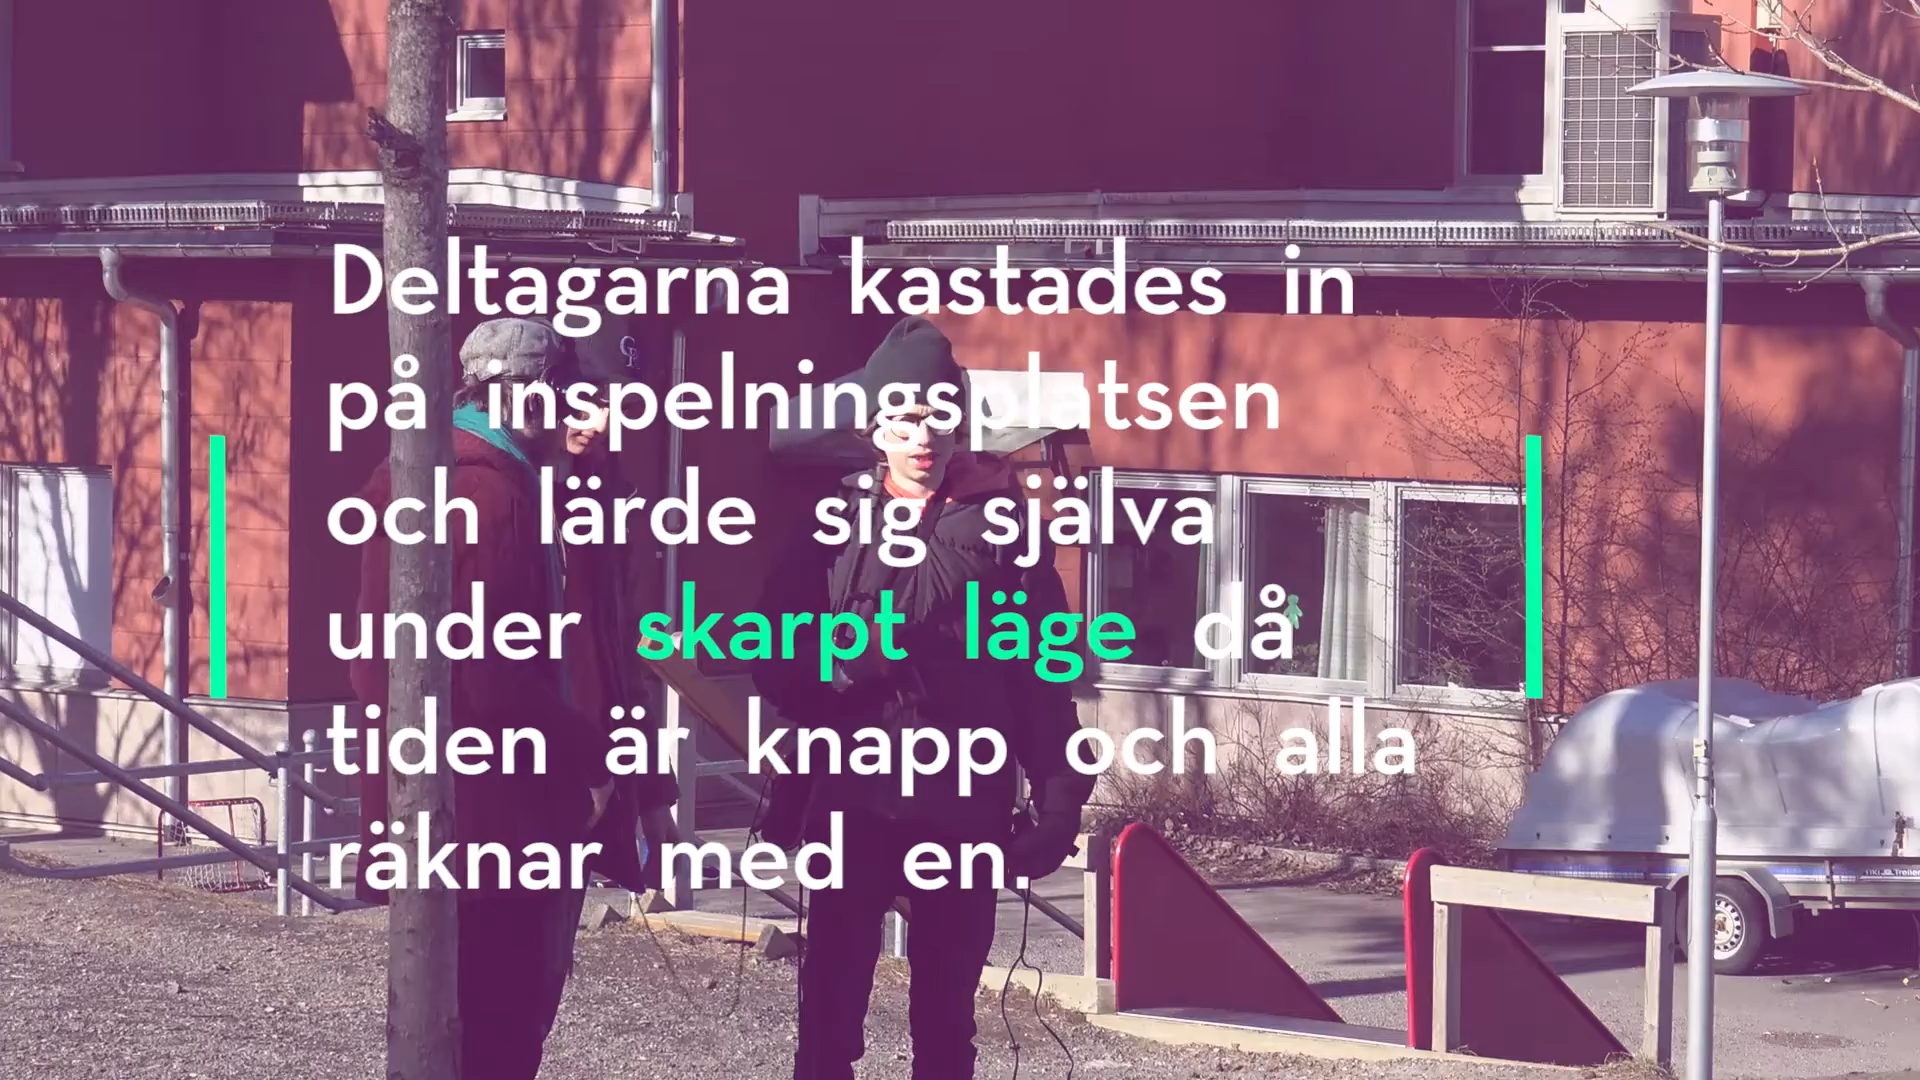 Deltagarna kastades in
på inspelningsplatsen
och lärde sig själva
under skarpt läge då
tiden är knapp och alla
räknar med en.